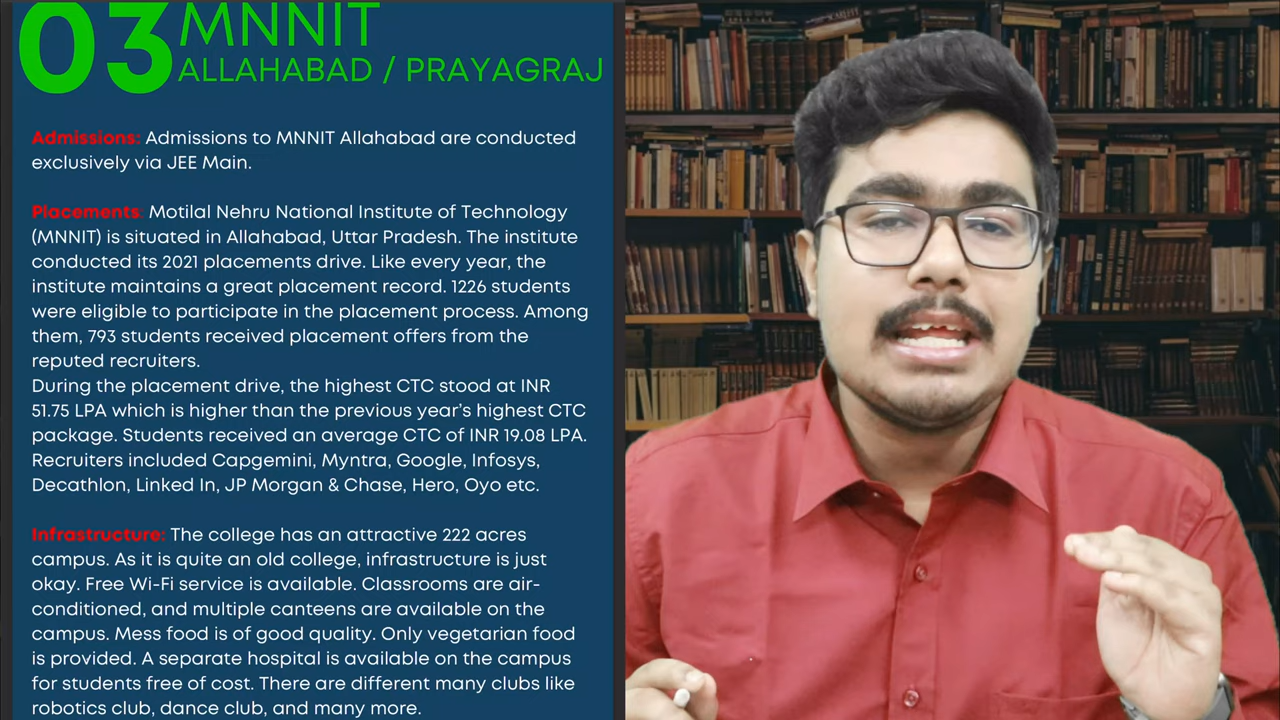 03 MNNIT
ALLAHABAD / PRAYAGRAJ
Admissions: Admissions to MNNIT Allahabad are conducted
exclusively via JEE Main.
Placements: Motilal Nehru National Institute of Technology
(MNNIT) is situated in Allahabad, Uttar Pradesh. The institute
conducted its 2021 placements drive. Like every year, the
institute maintains a great placement record. 1226 students
were eligible to participate in the placement process. Among
them, 793 students received placement offers from the
reputed recruiters.
During the placement drive, the highest CTC stood at INR
51.75 LPA which is higher than the previous year's highest CTC
package. Students received an average CTC of INR 19.08 LPA.
Recruiters included Capgemini, Myntra, Google, Infosys,
Decathlon, Linked In, JP Morgan & Chase, Hero, Oyo etc.
Infrastructure: The college has an attractive 222 acres
campus. As it is quite an old college, infrastructure is just
okay. Free Wi-Fi service is available. Classrooms are air-
conditioned, and multiple canteens are available on the
campus. Mess food is of good quality. Only vegetarian food
is provided. A separate hospital is available on the campus
for students free of cost. There are different many clubs like
robotics club, dance club, and many more.